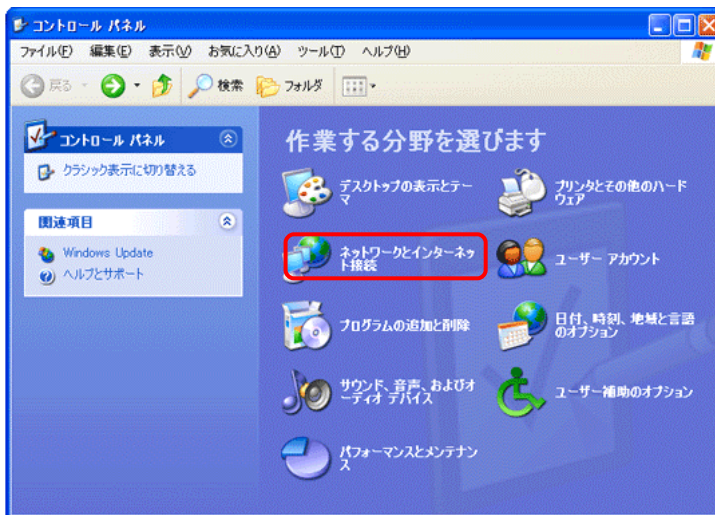 コントロール パネル
ファイル(F) 編集(E) 表示(V) お気に入り(A) ツール(T) ヘルプ(H)
戻る 検索 フォルダ
コントロール パネル
クラシック表示に切り替える
関連項目
Windows Update
ヘルプとサポート
作業する分野を選びます
デスクトップの表示とテー
マ
プリンタとその他のハード
ウェア
ネットワークとインターネッ
ト接続
ユーザー アカウント
プログラムの追加と削除
日付、時刻、地域と言語
のオプション
サウンド、音声、およびオ
ーディオ デバイス
ユーザー補助のオプション
パフォーマンスとメンテナン
ス